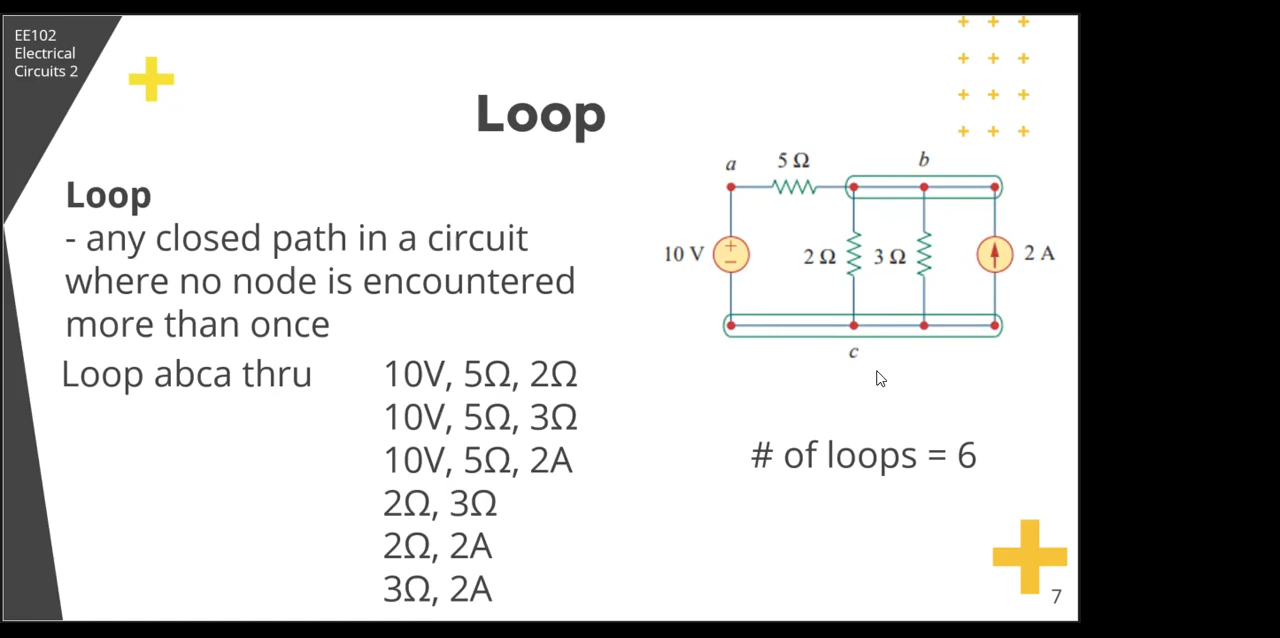 EE102
Electrical
Circuits 2
Loop
Loop
- any closed path in a circuit
where no node is encountered
more than once
Loop abca thru
10V, 5Ω, 2Ω
10V, 5Ω, 3Ω
10V, 5Ω, 2A
2Ω, 3Ω
2Ω, 2A
3Ω, 2A
a
5 Ω
b
10 V
+
−
2 Ω
3 Ω
2 A
c
# of loops = 6
7